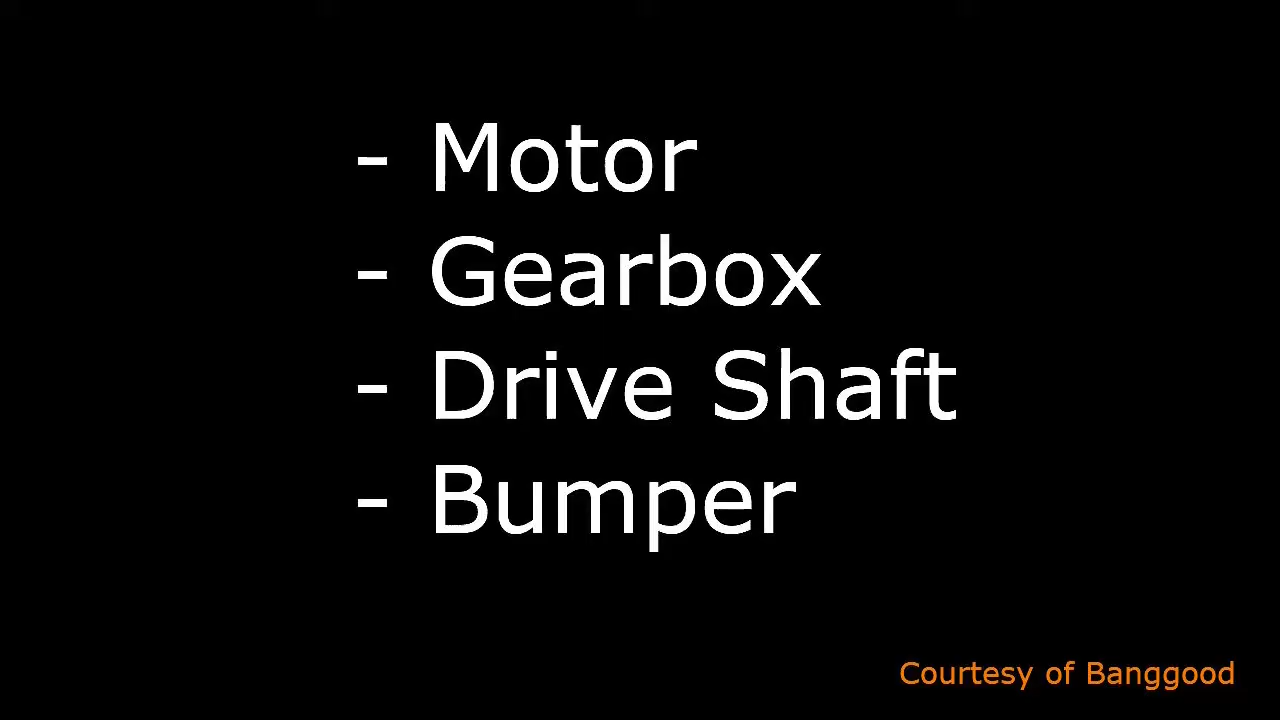 - Motor
- Gearbox
- Drive Shaft
- Bumper
Courtesy of Banggood